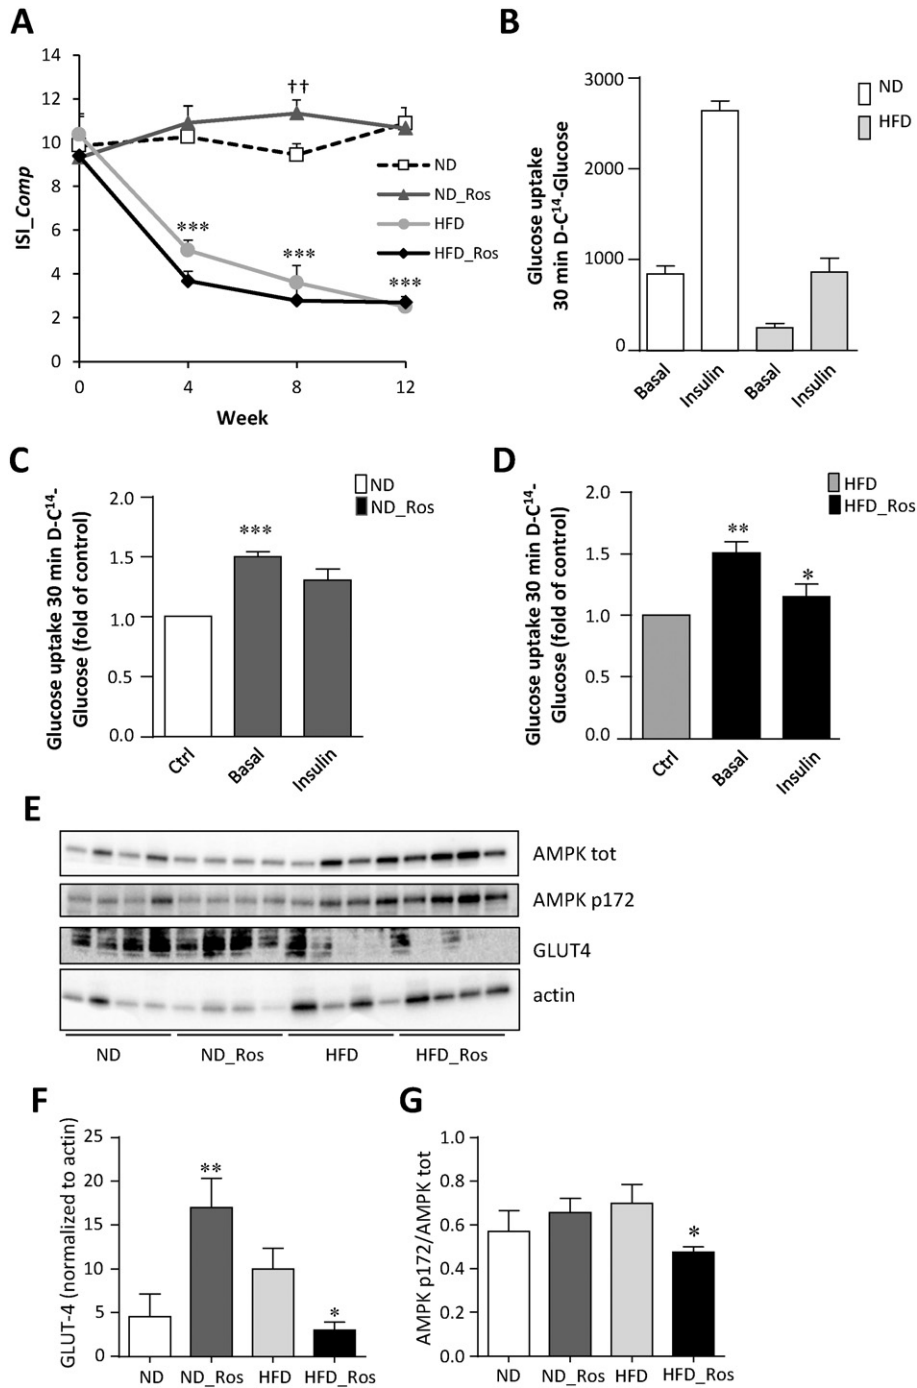 A
14
12
10
8
6
4
2
0
ISI_Comp
††
***
***
***
0
4
8
12
Week
ND
ND_Ros
HFD
HFD_Ros
B
3000
2000
1000
0
Glucose uptake
30 min D-C14-Glucose
Basal
Insulin
Basal
Insulin
ND
HFD
C
2.0
1.5
1.0
0.5
0.0
Glucose uptake 30 min D-C14-
Glucose (fold of control)
***
Ctrl
Basal
Insulin
ND
ND_Ros
D
2.0
1.5
1.0
0.5
0.0
Glucose uptake 30 min D-C14-
Glucose (fold of control)
**
*
Ctrl
Basal
Insulin
HFD
HFD_Ros
E
AMPK tot
AMPK p172
GLUT4
actin
ND
ND_Ros
HFD
HFD_Ros
F
25
20
15
10
5
0
GLUT-4 (normalized to actin)
**
*
ND
ND_Ros
HFD
HFD_Ros
G
1.0
0.8
0.6
0.4
0.2
0.0
AMPK p172/AMPK tot
*
ND
ND_Ros
HFD
HFD_Ros